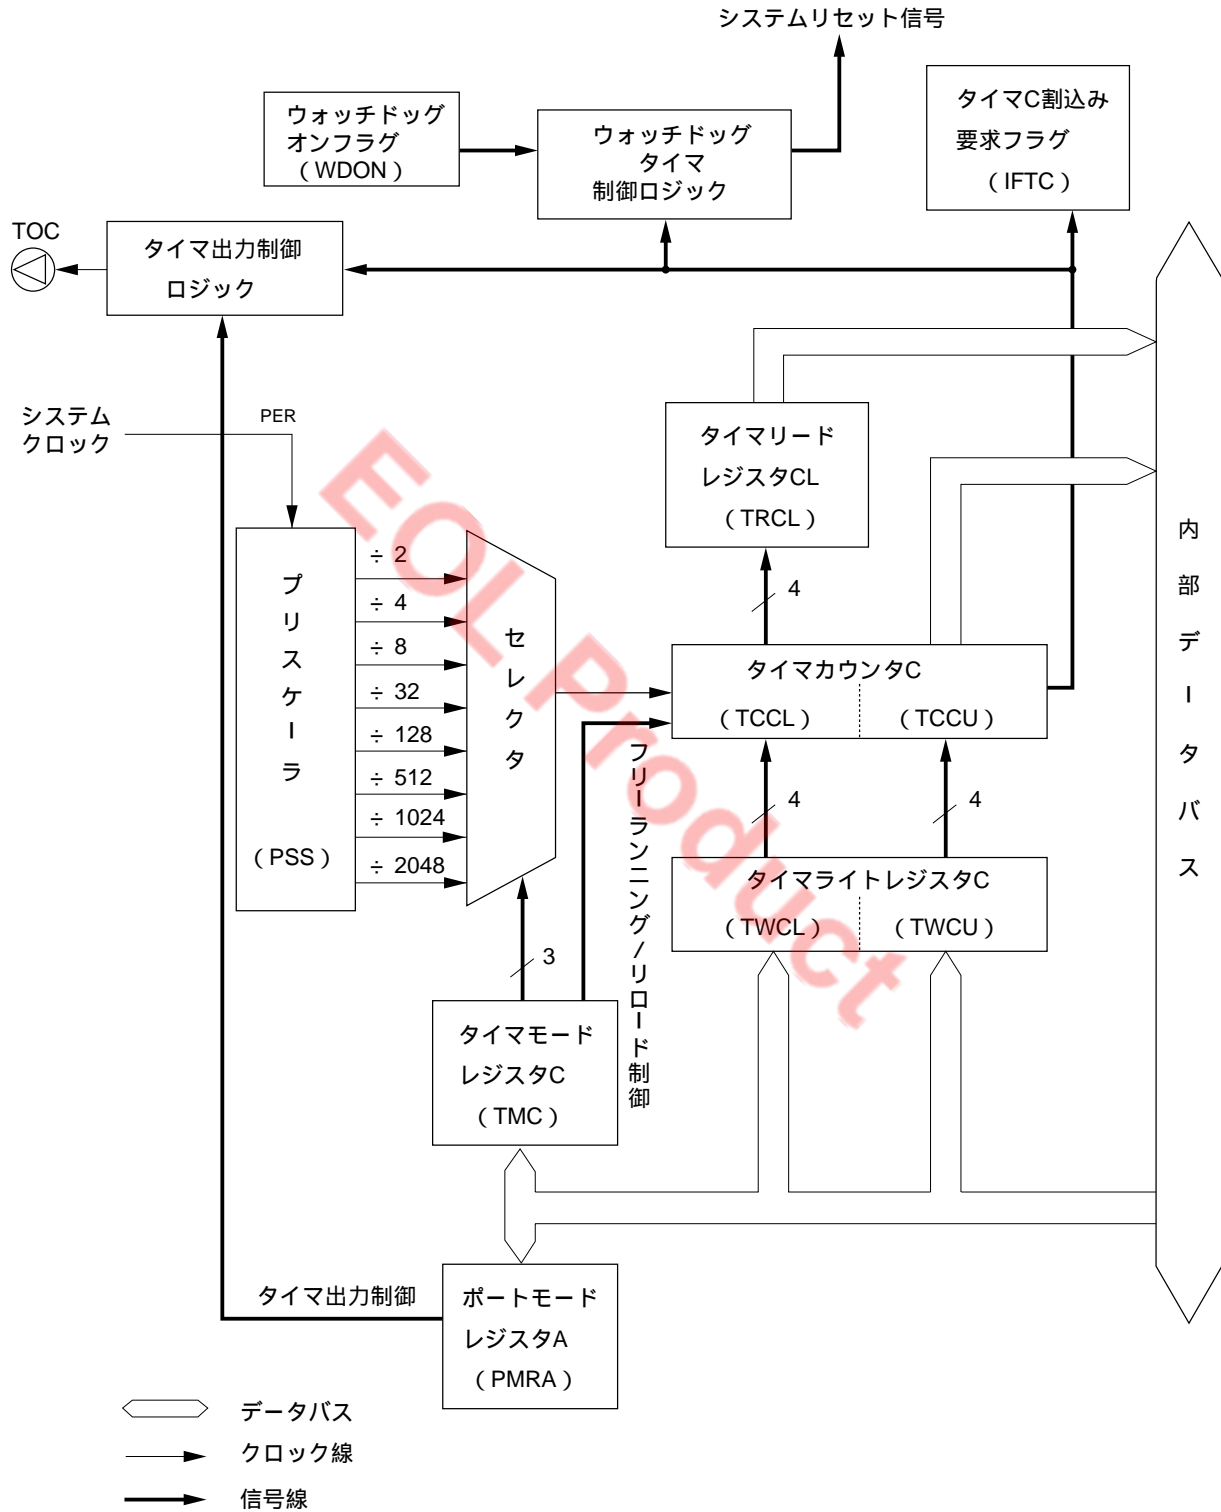 システムリセット信号
ウォッチドッグ
オンフラグ
(WDON)
ウォッチドッグ
タイマ
制御ロジック
タイマC割込み
要求フラグ
(IFTC)
TOC
タイマ出力制御
ロジック
システム
クロック
PER
タイマリード
レジスタCL
(TRCL)
プリスケーラ
(PSS)
÷ 2
÷ 4
÷ 8
÷ 32
÷ 128
÷ 512
÷ 1024
÷ 2048
セレクタ
4
タイマカウンタC
(TCCL)
(TCCU)
フリーランニング/リロード制御
4
4
タイマライトレジスタC
(TWCL)
(TWCU)
内部データバス
3
タイマモード
レジスタC
(TMC)
タイマ出力制御
ポートモード
レジスタA
(PMRA)
データバス
クロック線
信号線
EOL Product